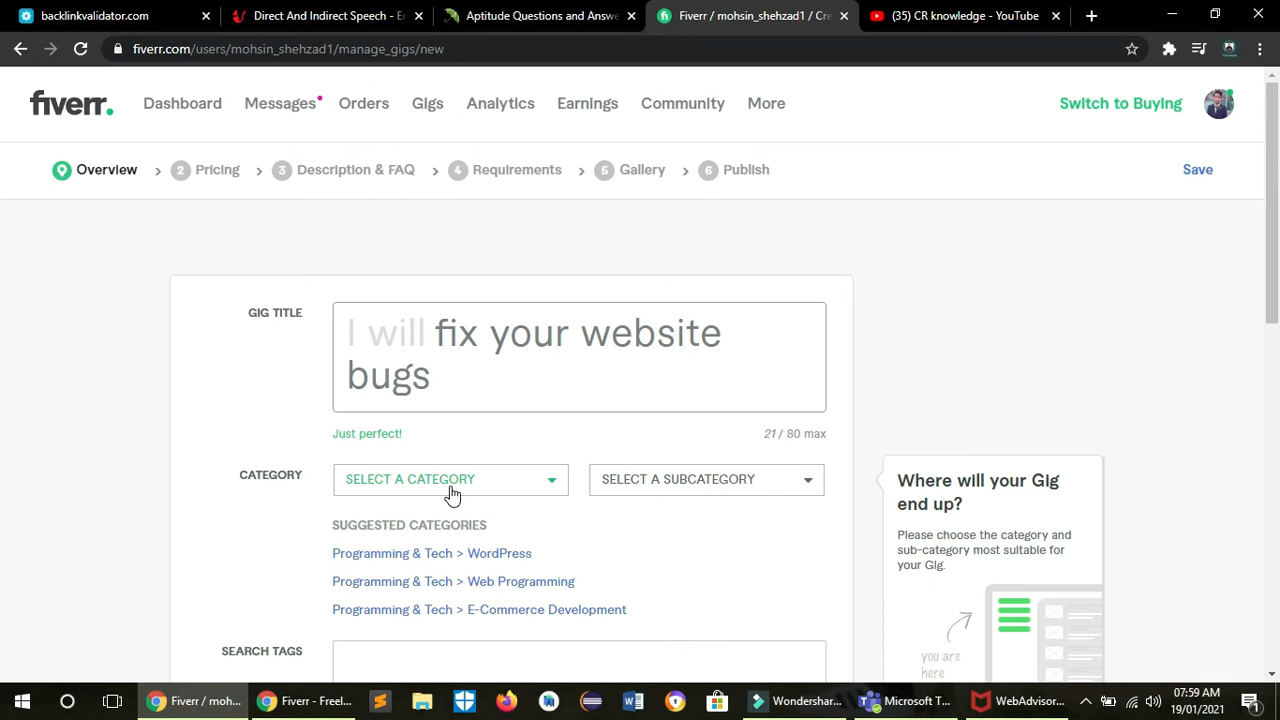 backlinkvalidator.com
Direct And Indirect Speech - E
Aptitude Questions and Answe
Fiverr / mohsin_shehzad1 / Cre
(35) CR knowledge - YouTube
fiverr.com/users/mohsin_shehzad1/manage_gigs/new
fiverr. Dashboard Messages Orders Gigs Analytics Earnings Community More Switch to Buying
Overview 2 Pricing 3 Description & FAQ 4 Requirements 5 Gallery 6 Publish Save
GIG TITLE
I will fix your website
bugs
Just perfect! 21 / 80 max
CATEGORY SELECT A CATEGORY SELECT A SUBCATEGORY
SUGGESTED CATEGORIES
Programming & Tech > WordPress
Programming & Tech > Web Programming
Programming & Tech > E-Commerce Development
SEARCH TAGS
Where will your Gig
end up?
Please choose the category and
sub-category most suitable for
your Gig.
you are
here
Fiverr / moh...
Fiverr - Freel...
Wondershar...
Microsoft T...
WebAdvisor...
07:59 AM
19/01/2021
1